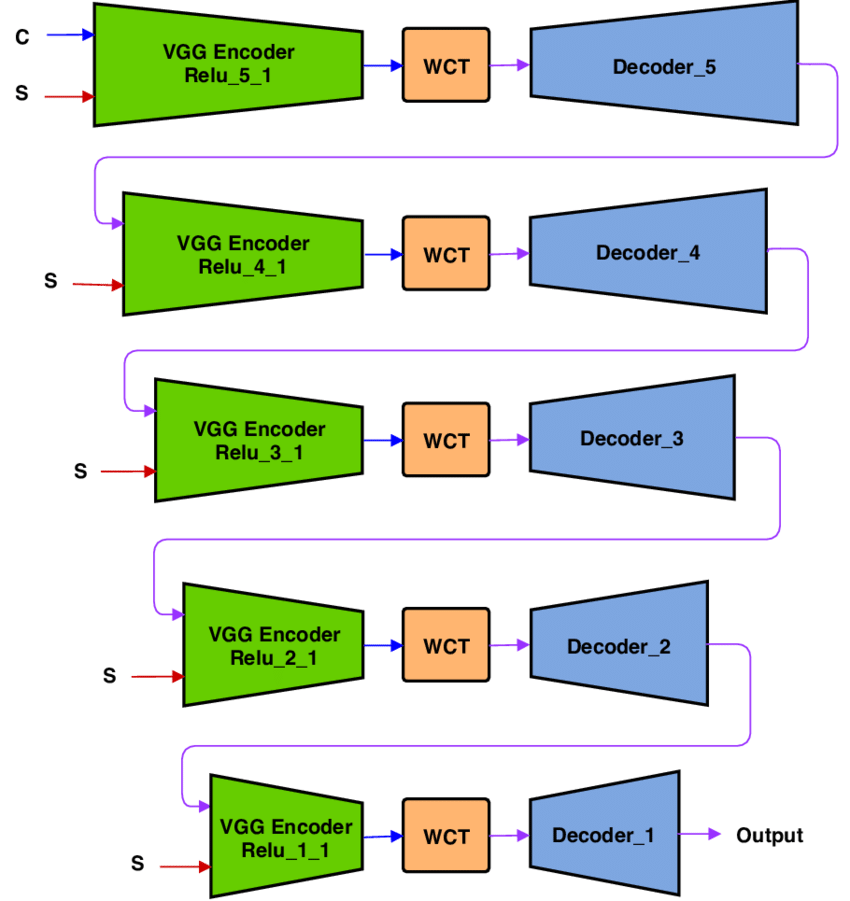 C
S
VGG Encoder
Relu_5_1
WCT
Decoder_5
S
VGG Encoder
Relu_4_1
WCT
Decoder_4
S
VGG Encoder
Relu_3_1
WCT
Decoder_3
S
VGG Encoder
Relu_2_1
WCT
Decoder_2
S
VGG Encoder
Relu_1_1
WCT
Decoder_1
Output